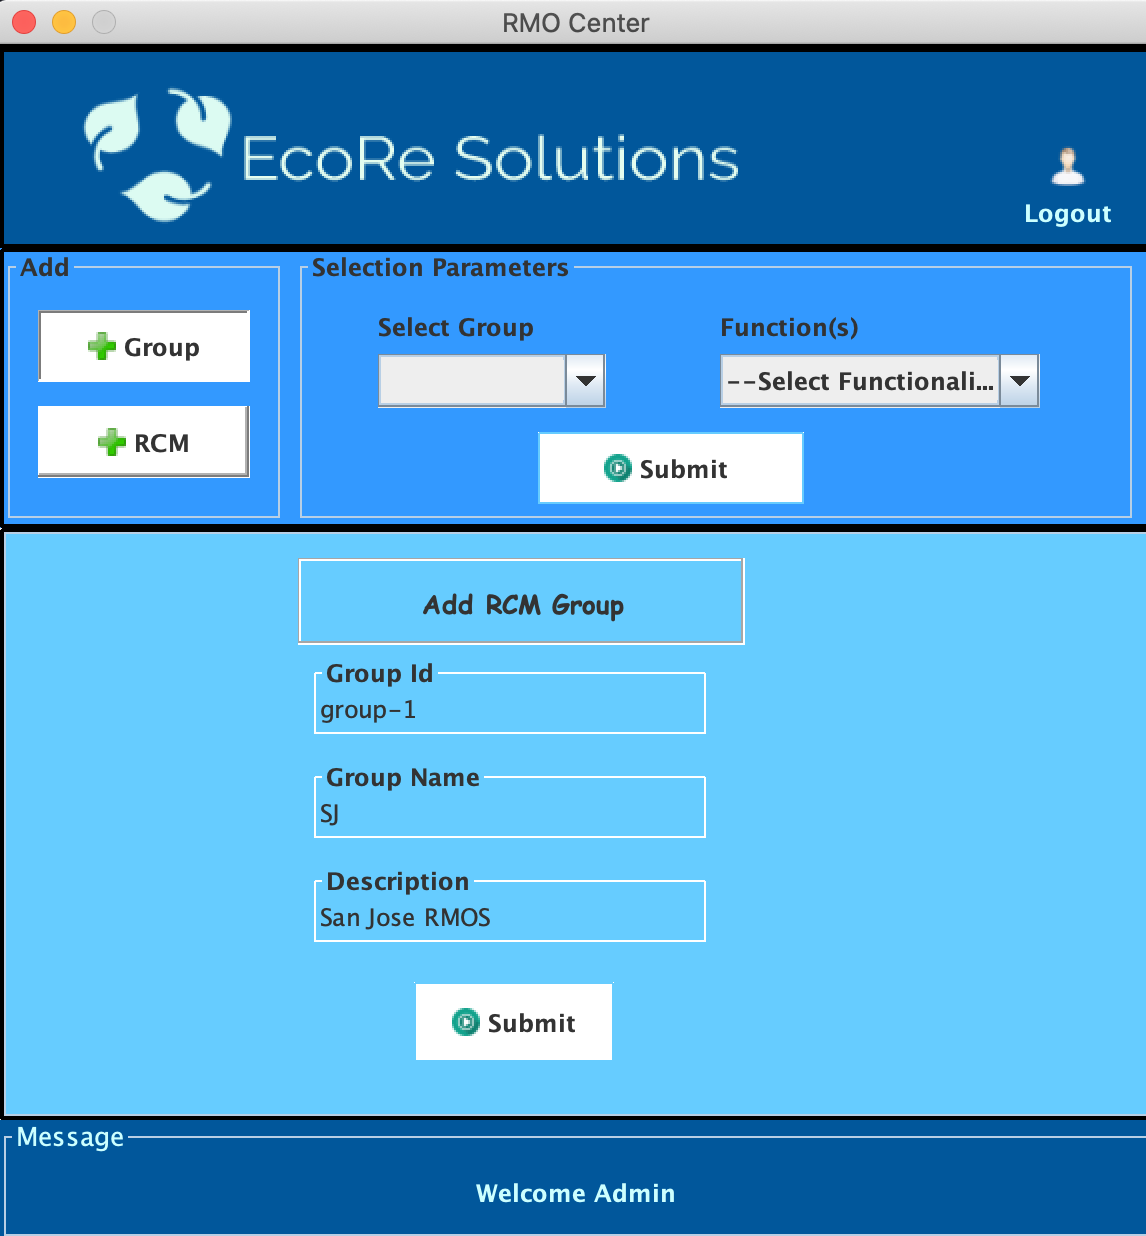 RMO Center
EcoRe Solutions
Logout
Add
Group
RCM
Selection Parameters
Select Group
Function(s)
--Select Functionali...
Submit
Add RCM Group
Group Id
group-1
Group Name
SJ
Description
San Jose RMOS
Submit
Message
Welcome Admin